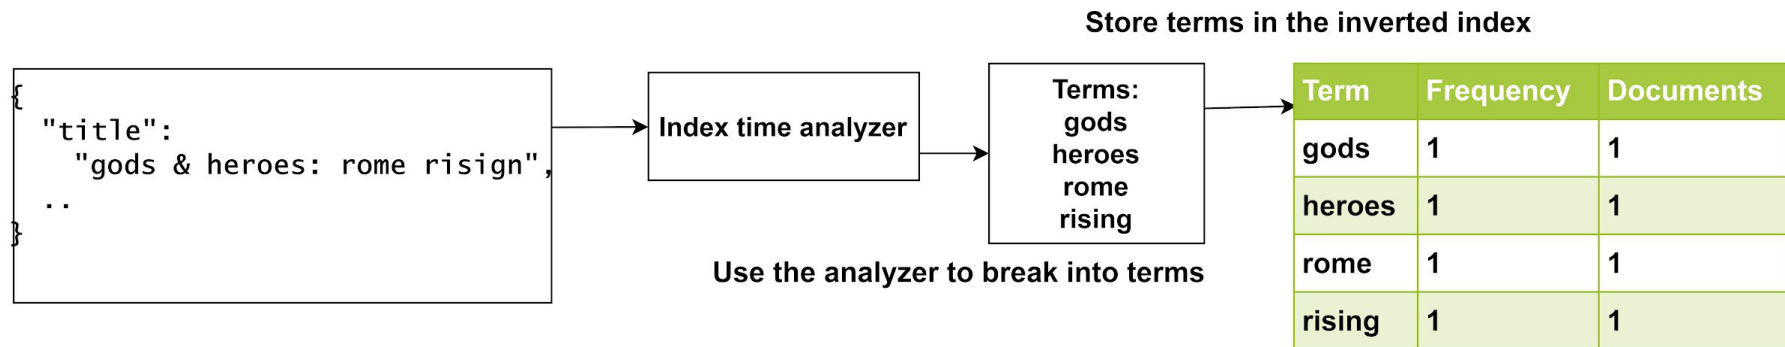 Store terms in the inverted index
{
"title":
"gods & heroes: rome risign",
..
}
Index time analyzer
Terms:
gods
heroes
rome
rising
Use the analyzer to break into terms
Term Frequency Documents
gods 1 1
heroes 1 1
rome 1 1
rising 1 1